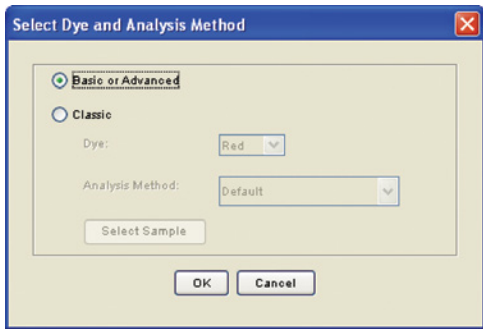 Select Dye and Analysis Method
Basic or Advanced
Classic
Dye: Red
Analysis Method: Default
Select Sample
OK Cancel